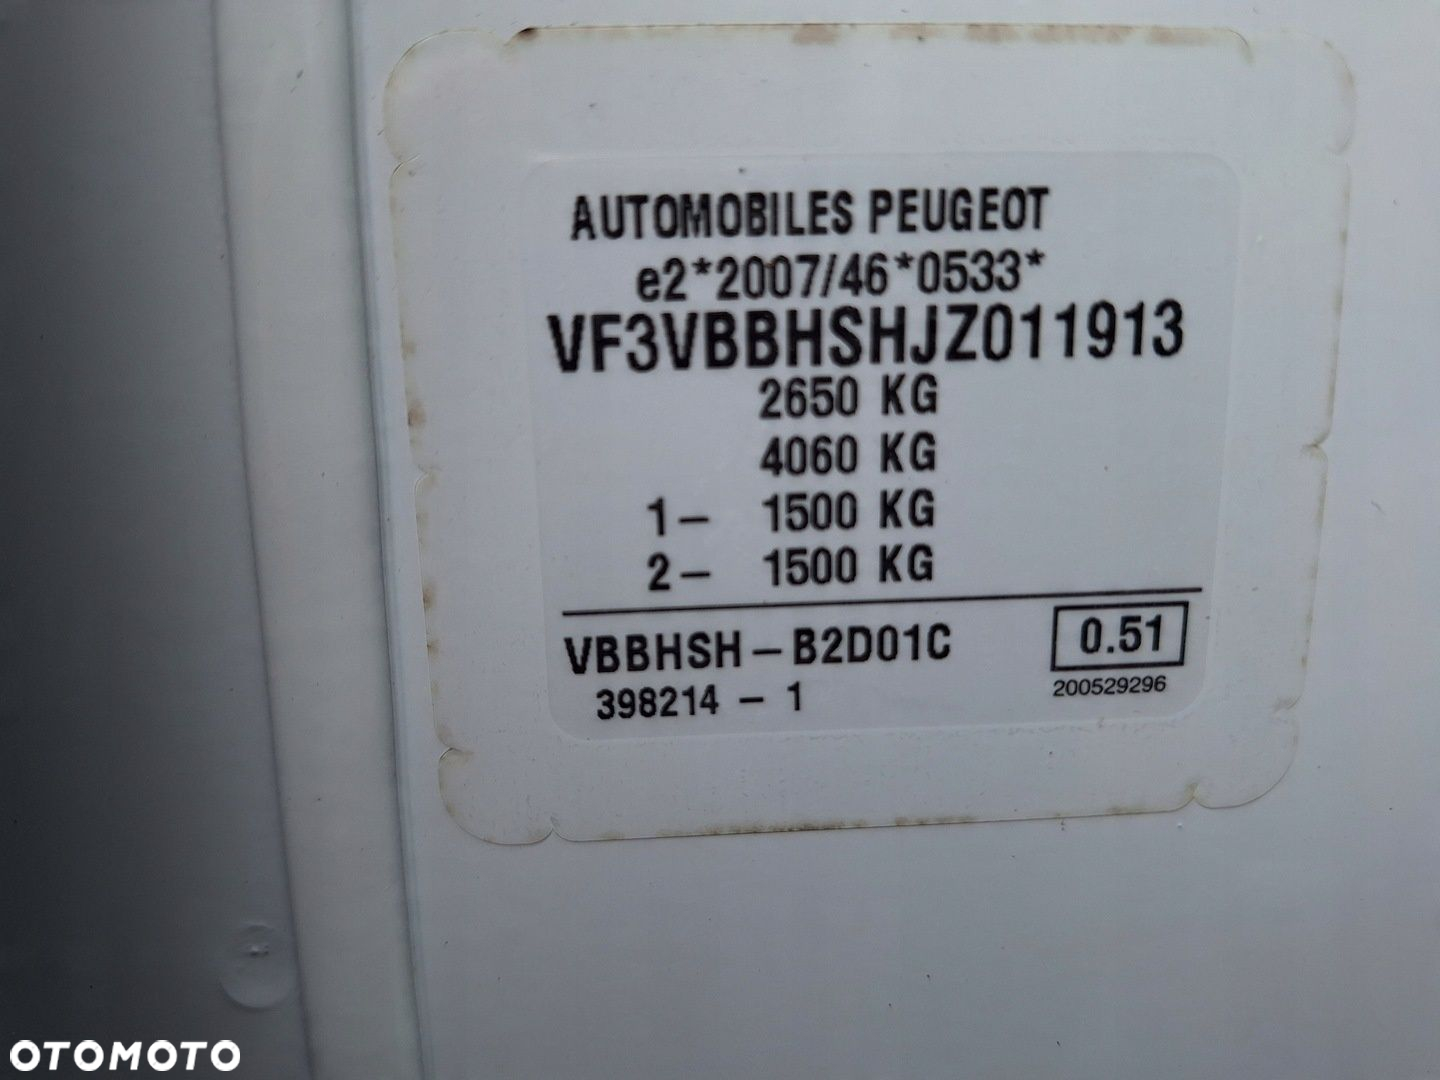 AUTOMOBILES PEUGEOT
e2*2007/46*0533*
VF3VBBHSHJZ011913
2650 KG
4060 KG
1– 1500 KG
2– 1500 KG
VBBHSH – B2D01C 0.51
398214 – 1 200529296
OTOMOTO